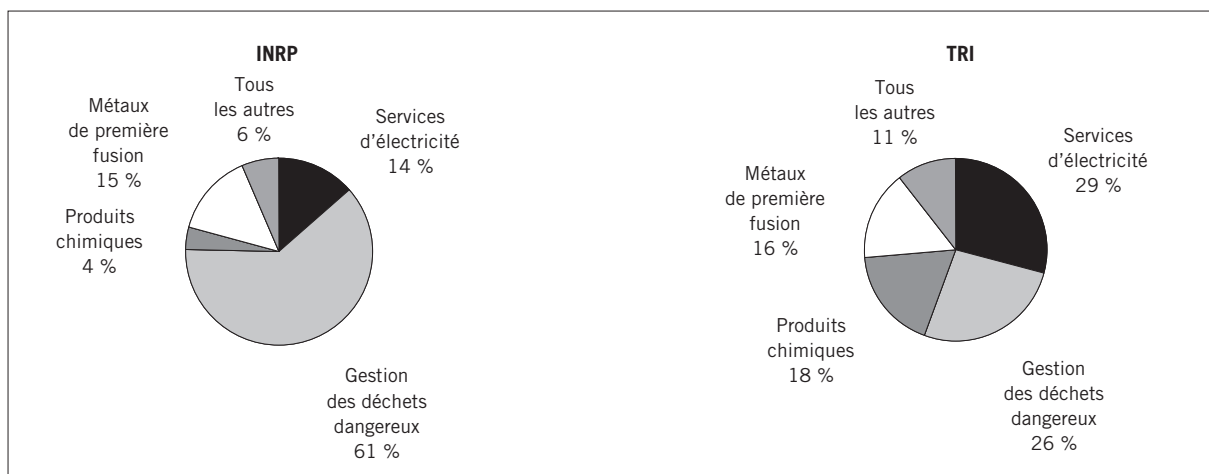 INRP
Tous
les autres
6 %
Services
d’électricité
14 %
Métaux
de première
fusion
15 %
Produits
chimiques
4 %
Gestion
des déchets
dangereux
61 %
TRI
Tous
les autres
11 %
Services
d’électricité
29 %
Métaux
de première
fusion
16 %
Produits
chimiques
18 %
Gestion
des déchets
dangereux
26 %